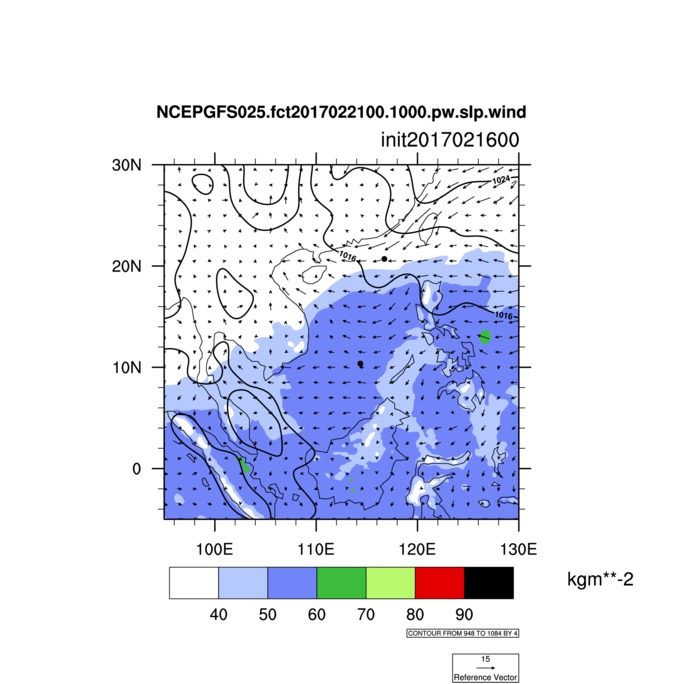 NCEPGFS025.fct2017022100.1000.pw.slp.wind
init2017021600
30N
20N
10N
0
1024
1016
1016
100E 110E 120E 130E
40 50 60 70 80 90
kgm**-2
CONTOUR FROM 948 TO 1084 BY 4
15
Reference Vector